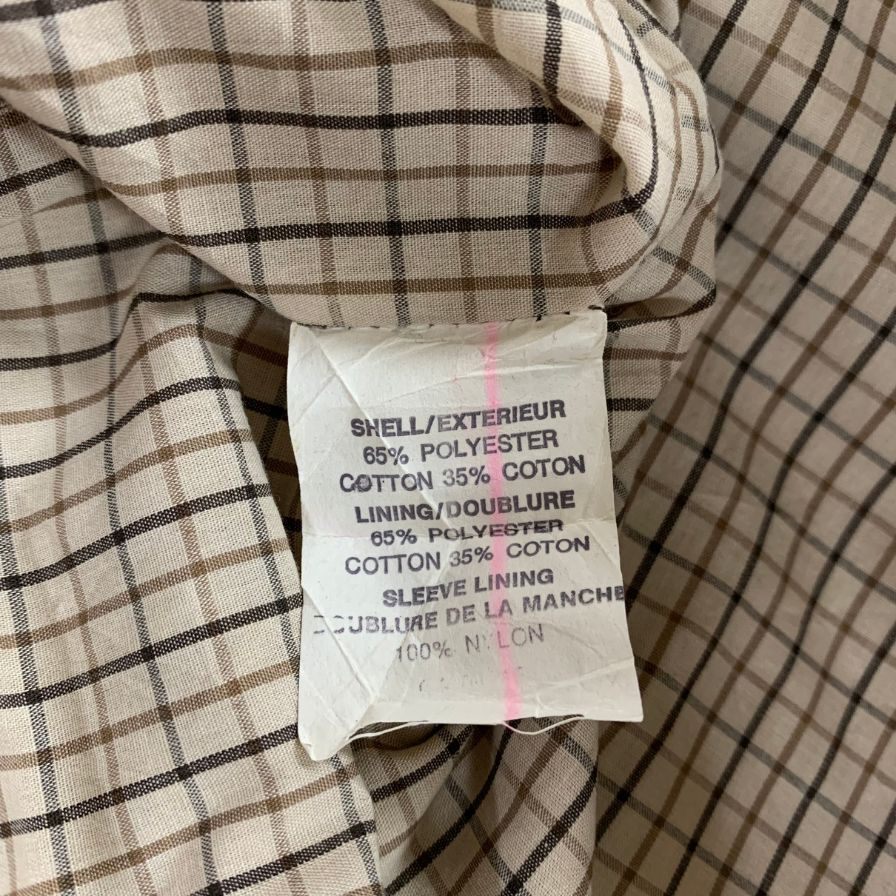 SHELL/EXTERIEUR
65% POLYESTER
COTTON 35% COTON
LINING/DOUBLURE
65% POLYESTER
COTTON 35% COTON
SLEEVE LINING
DOUBLURE DE LA MANCHE
100% NYLON